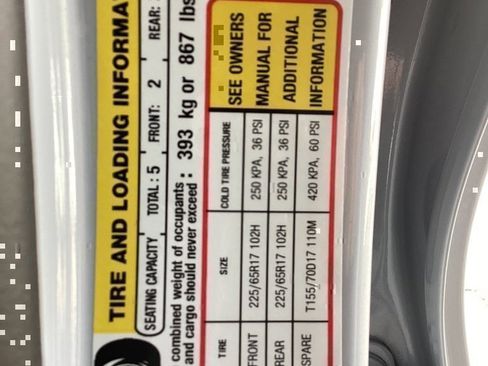 TIRE AND LOADING INFORMA
SEATING CAPACITY TOTAL : 5 FRONT: 2 REAR:
combined weight of occupants
and cargo should never exceed : 393 kg or 867 lbs
TIRE SIZE COLD TIRE PRESSURE
FRONT 225/65R17 102H 250 KPA, 36 PSI
REAR 225/65R17 102H 250 KPA, 36 PSI
SPARE T155/70D17 110M 420 KPA, 60 PSI
SEE OWNERS
MANUAL FOR
ADDITIONAL
INFORMATION